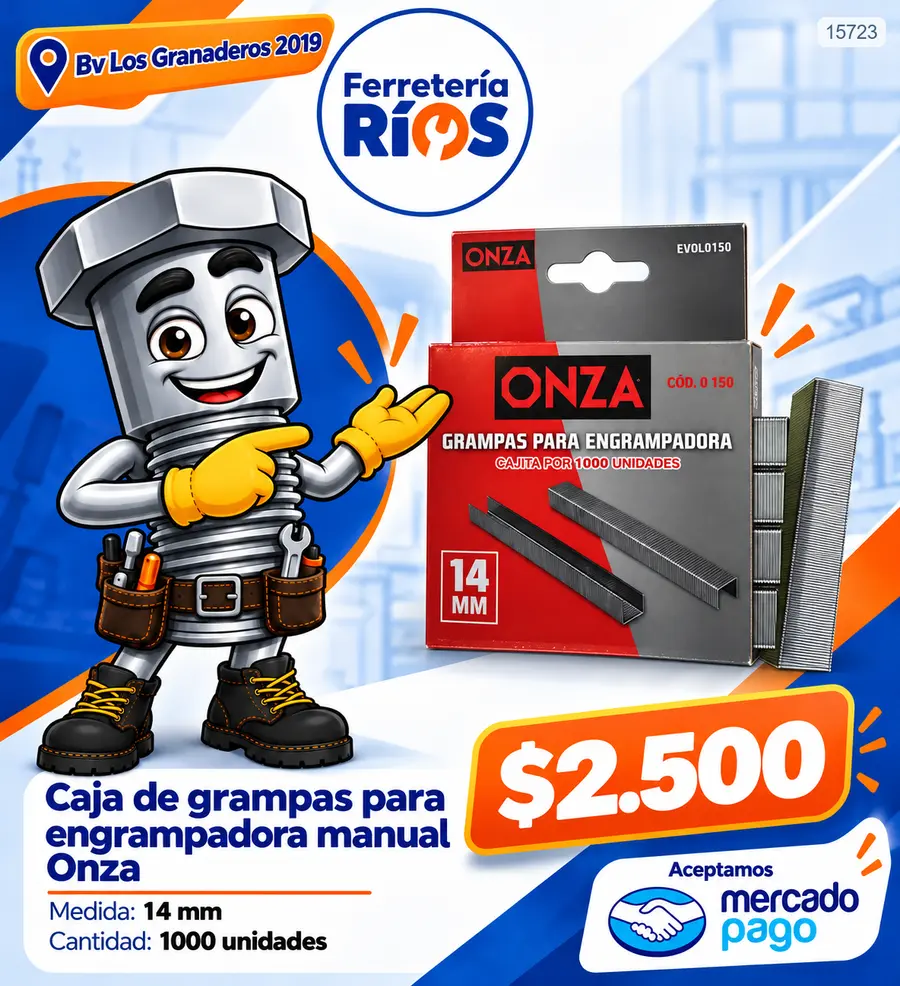 Bv Los Granaderos 2019
Ferretería
RíOS
15723
ONZA
EVOL0150
ONZA
CÓD. 0 150
GRAMPAS PARA ENGRAMPADORA
CAJITA POR 1000 UNIDADES
14
MM
$2.500
Caja de grampas para
engrampadora manual
Onza
Medida: 14 mm
Cantidad: 1000 unidades
Aceptamos
mercado
pago